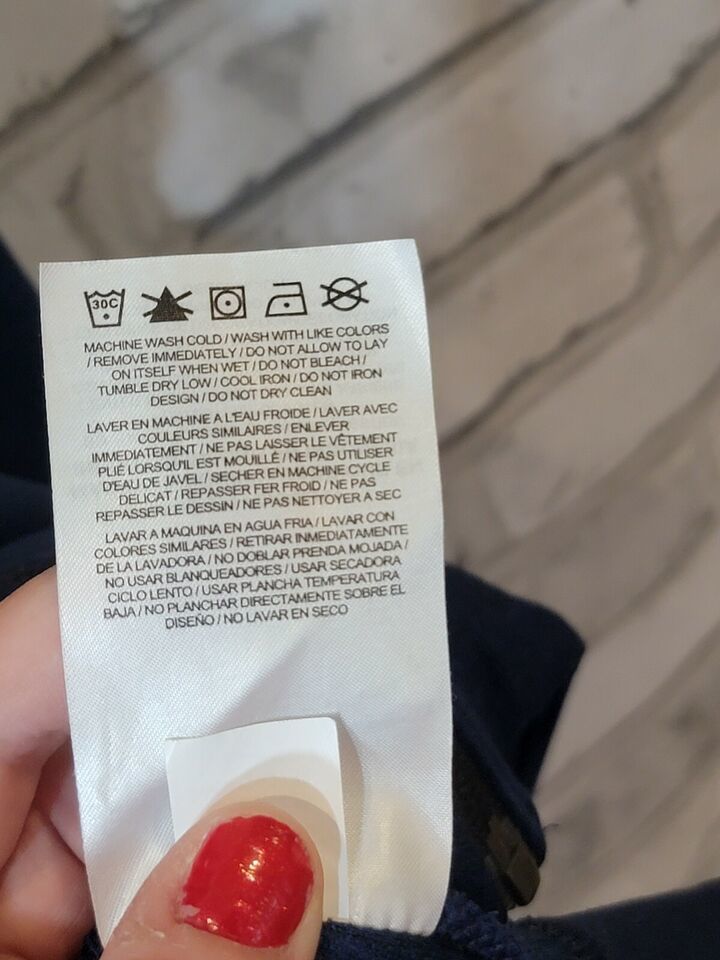 30C
MACHINE WASH COLD / WASH WITH LIKE COLORS
/ REMOVE IMMEDIATELY / DO NOT ALLOW TO LAY
ON ITSELF WHEN WET / DO NOT BLEACH /
TUMBLE DRY LOW / COOL IRON / DO NOT IRON
DESIGN / DO NOT DRY CLEAN
LAVER EN MACHINE A L'EAU FROIDE / LAVER AVEC
COULEURS SIMILAIRES / ENLEVER
IMMEDIATEMENT / NE PAS LAISSER LE VÊTEMENT
PLIÉ LORSQU'IL EST MOUILLÉ / NE PAS UTILISER
D'EAU DE JAVEL / SECHER EN MACHINE CYCLE
DELICAT / REPASSER FER FROID / NE PAS
REPASSER LE DESSIN / NE PAS NETTOYER A SEC
LAVAR A MAQUINA EN AGUA FRIA / LAVAR CON
COLORES SIMILARES / RETIRAR INMEDIATAMENTE
DE LA LAVADORA / NO DOBLAR PRENDA MOJADA /
NO USAR BLANQUEADORES / USAR SECADORA
CICLO LENTO / USAR PLANCHA TEMPERATURA
BAJA / NO PLANCHAR DIRECTAMENTE SOBRE EL
DISEÑO / NO LAVAR EN SECO